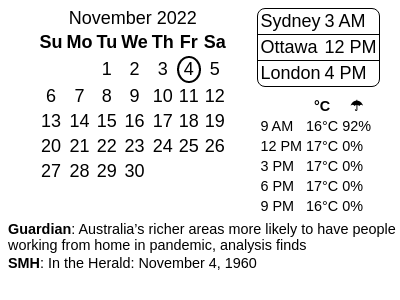 November 2022
Su Mo Tu We Th Fr Sa
1 2 3 4 5
6 7 8 9 10 11 12
13 14 15 16 17 18 19
20 21 22 23 24 25 26
27 28 29 30
Sydney 3 AM
Ottawa 12 PM
London 4 PM
°C ☂
9 AM 16°C 92%
12 PM 17°C 0%
3 PM 17°C 0%
6 PM 17°C 0%
9 PM 16°C 0%
Guardian: Australia’s richer areas more likely to have people
working from home in pandemic, analysis finds
SMH: In the Herald: November 4, 1960